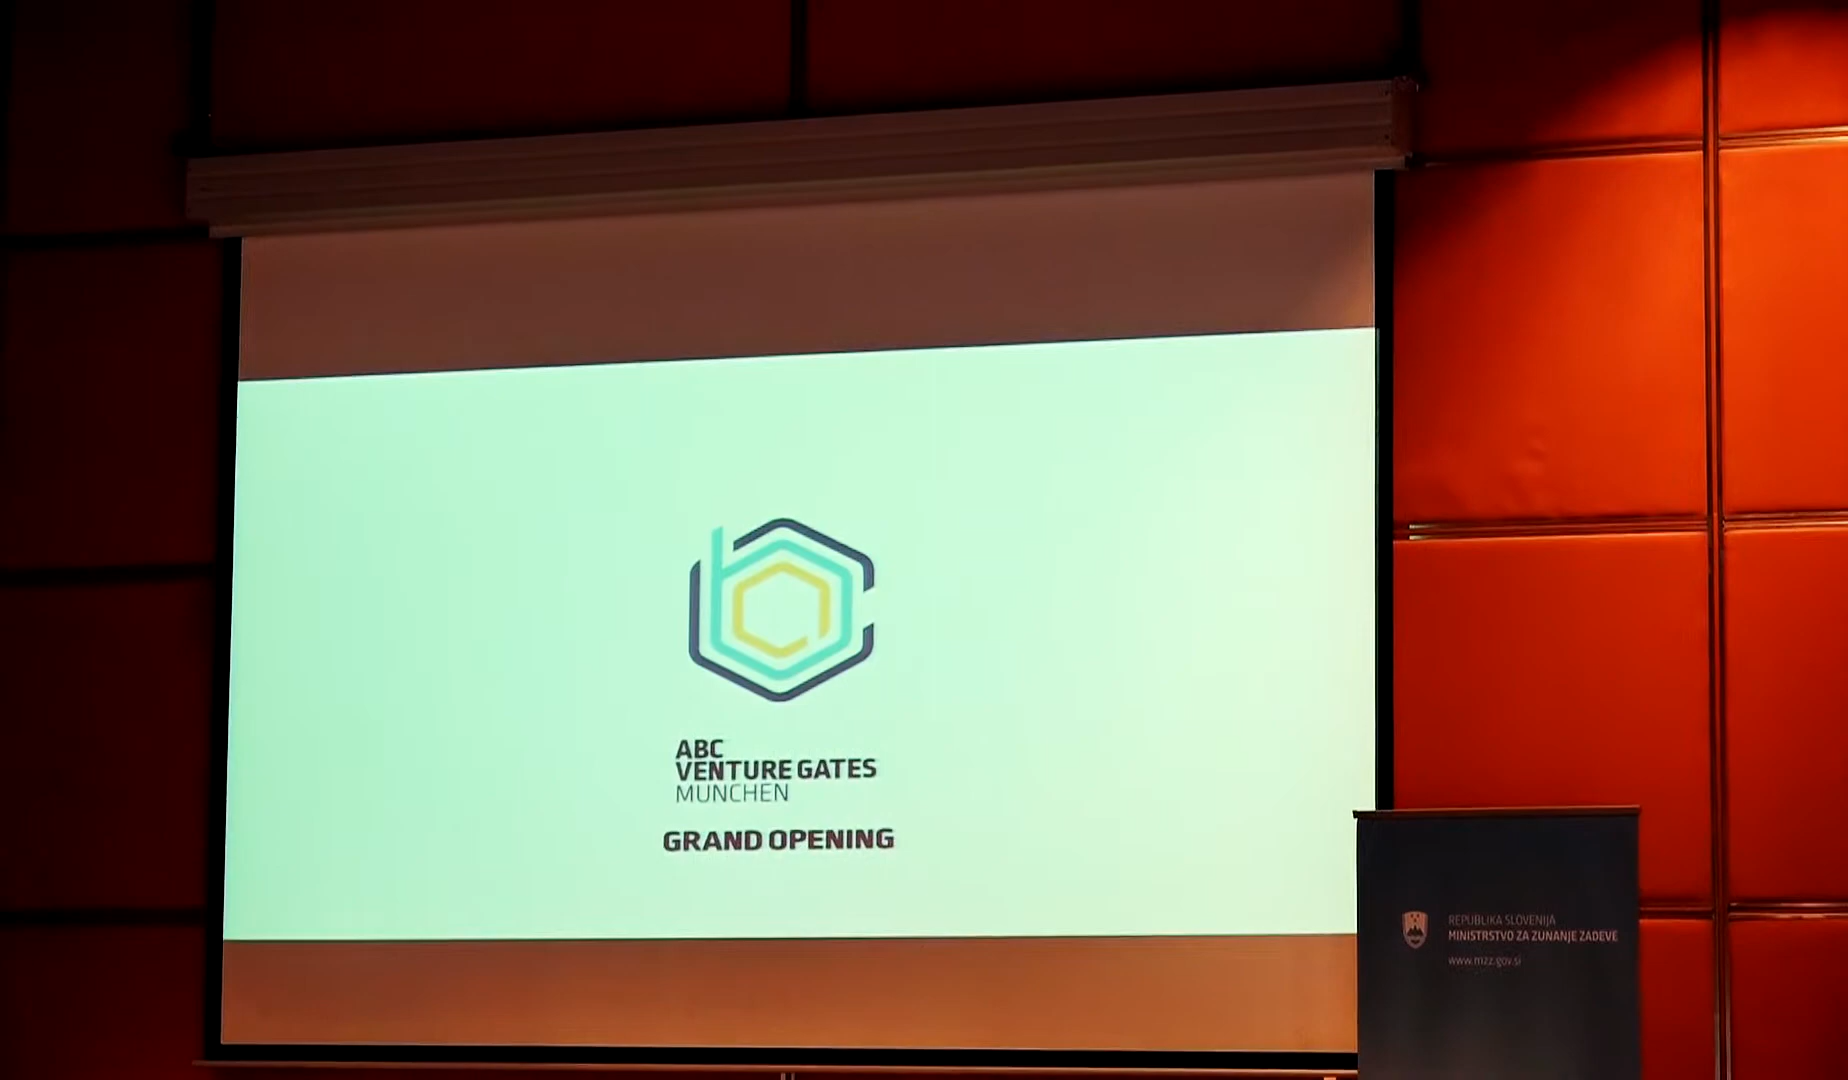 ABC
VENTURE GATES
MUNCHEN
GRAND OPENING
REPUBLIKA SLOVENIJA
MINISTRSTVO ZA ZUNANJE ZADEVE
www.mzz.gov.si